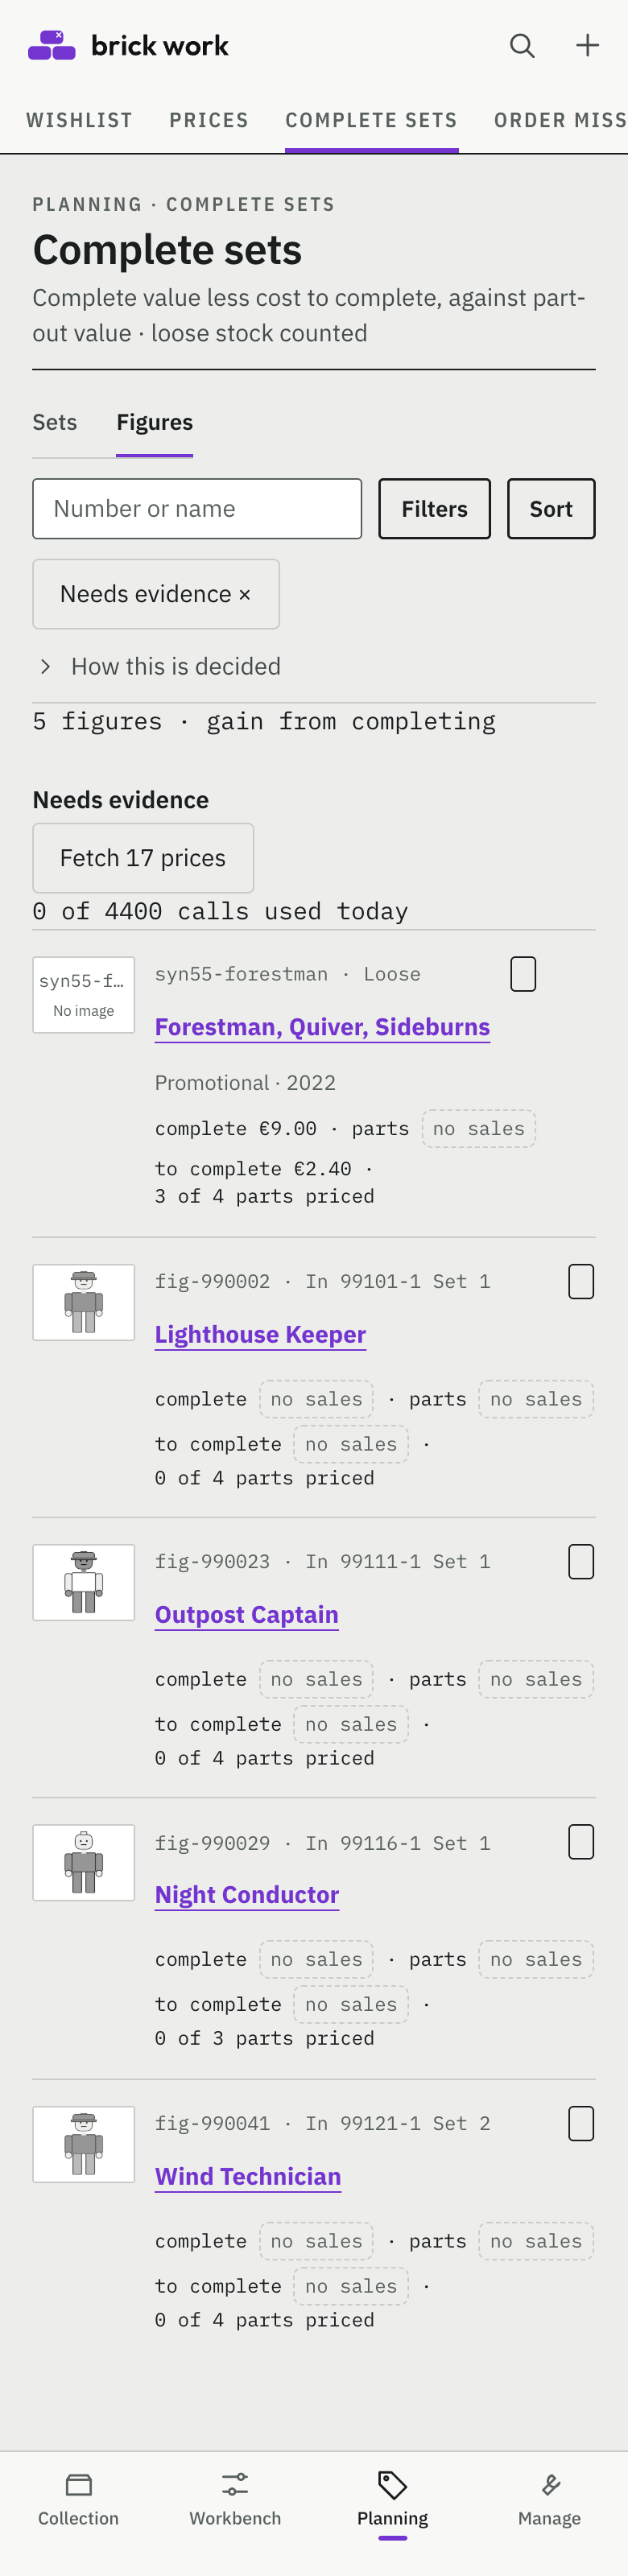 brick work
WISHLIST PRICES COMPLETE SETS ORDER MISS
PLANNING · COMPLETE SETS
Complete sets
Complete value less cost to complete, against part-
out value · loose stock counted
Sets Figures
Number or name Filters Sort
Needs evidence ×
How this is decided
5 figures · gain from completing
Needs evidence
Fetch 17 prices
0 of 4400 calls used today
syn55-f…
No image
syn55-forestman · Loose
Forestman, Quiver, Sideburns
Promotional · 2022
complete €9.00 · parts no sales
to complete €2.40 ·
3 of 4 parts priced
fig-990002 · In 99101-1 Set 1
Lighthouse Keeper
complete no sales · parts no sales
to complete no sales ·
0 of 4 parts priced
fig-990023 · In 99111-1 Set 1
Outpost Captain
complete no sales · parts no sales
to complete no sales ·
0 of 4 parts priced
fig-990029 · In 99116-1 Set 1
Night Conductor
complete no sales · parts no sales
to complete no sales ·
0 of 3 parts priced
fig-990041 · In 99121-1 Set 2
Wind Technician
complete no sales · parts no sales
to complete no sales ·
0 of 4 parts priced
Collection Workbench Planning Manage